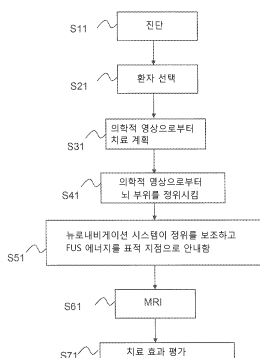 S11
진단
S21
환자 선택
S31
의학적 영상으로부터
치료 계획
S41
의학적 영상으로부터
뇌 부위를 정위시킴
S51
뉴로내비게이션 시스템이 정위를 보조하고
FUS 에너지를 표적 지점으로 안내함
S61
MRI
S71
치료 효과 평가